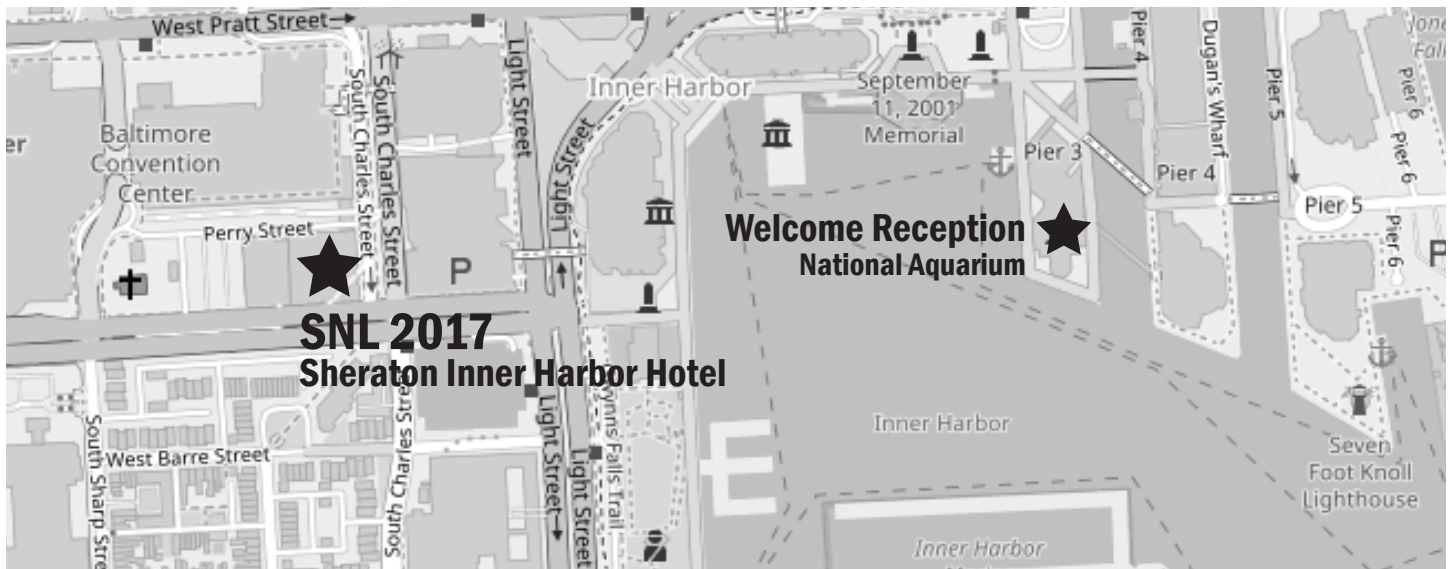 West Pratt Street
South Charles Street
South Charles Street
Light Street
Light Street
Inner Harbor
September
11, 2001
Memorial
Pier 4
Dugan's Wharf
Pier 5
Pier 6
Pier 6
Pier 6
Baltimore
Convention
Center
Pier 3
Pier 4
Pier 5
Perry Street
P
P
Welcome Reception
National Aquarium
SNL 2017
Sheraton Inner Harbor Hotel
South Sharp Stre
West Barre Street
South Charles Street
Light Street
Light Street
wynns Falls Trail
Inner Harbor
Seven
Foot Knoll
Lighthouse
Inner Harbor